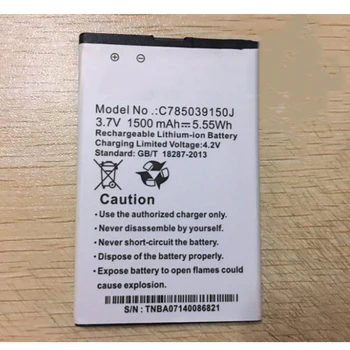 Model No .:C785039150J
3.7V 1500 mAh=5.55Wh
Rechargeable Lithium-ion Battery
Charging Limited Voltage:4.2V
Standard: GB/T 18287-2013
Caution
• Use the authorized charger only.
• Never disassemble by yourself.
• Never short-circuit the battery.
• Dispose of the battery properly.
• Expose battery to open flames could
cause explosion.
S/N : TNBA07140086821